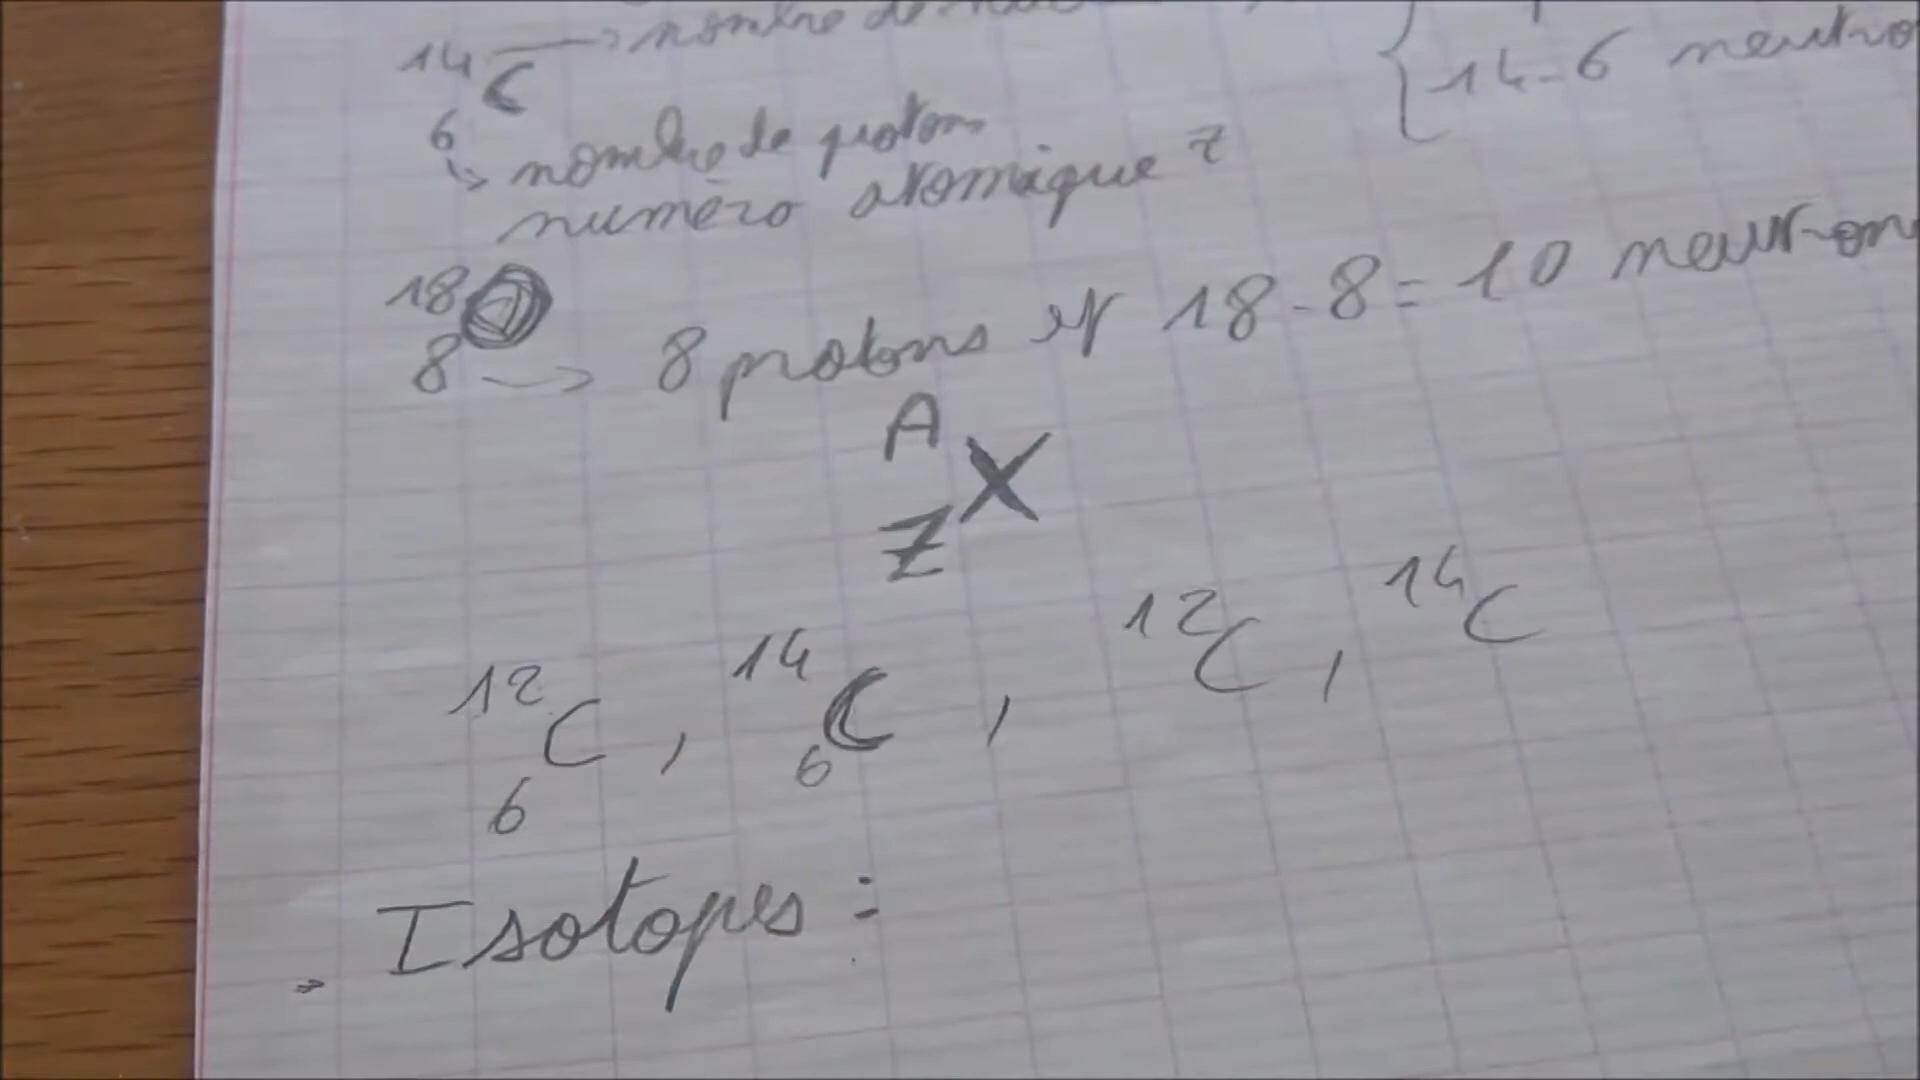 14 C → nombre de
14-6 neutro
6 → nombre de proton
numéro atomique Z
18 O
8 → 8 protons et 18-8=10 neutron
A
X
Z
12 C, 14 C, 12 C, 14 C
6 6
Isotopes :